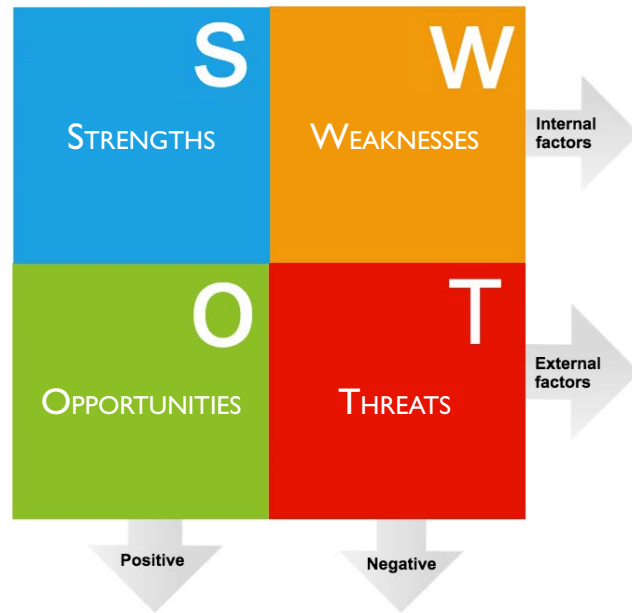 S
W
STRENGTHS
WEAKNESSES
Internal
factors
O
T
OPPORTUNITIES
THREATS
External
factors
Positive
Negative